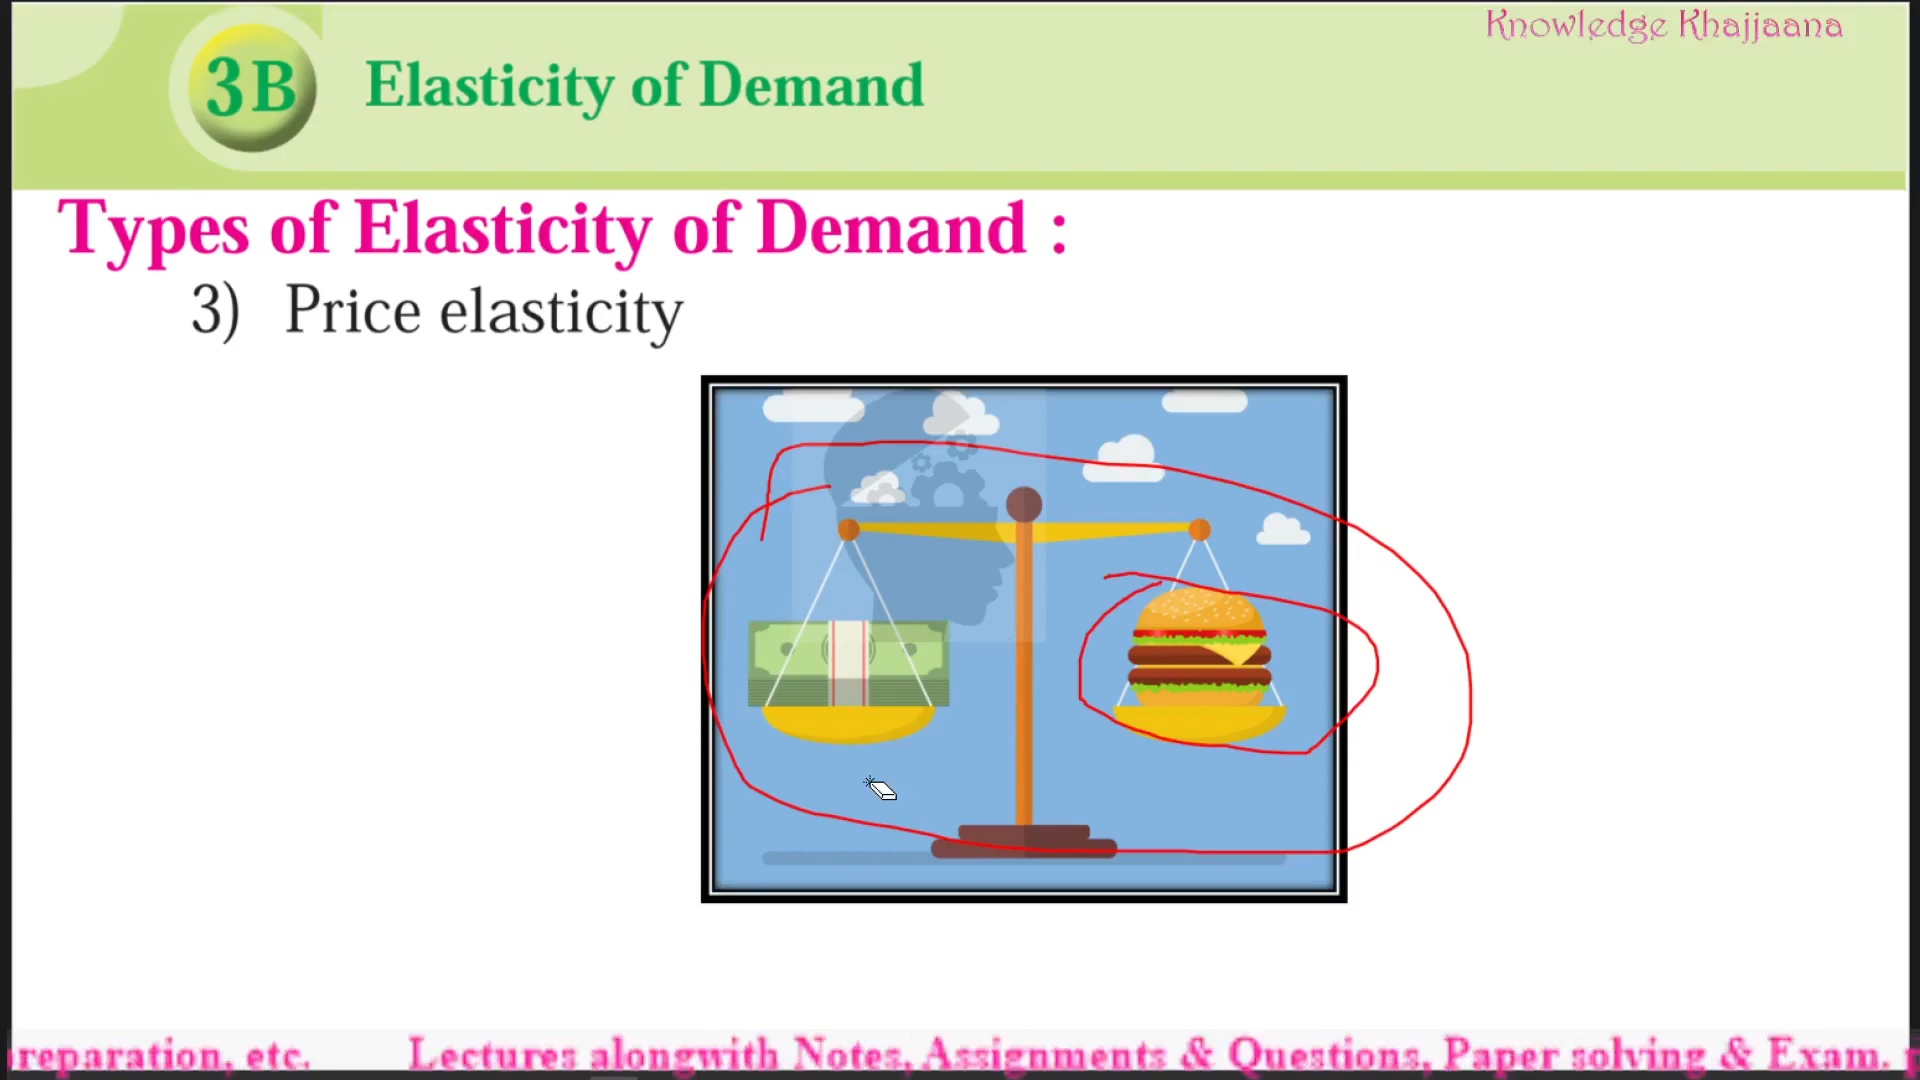 Knowledge Khajjaana
3B Elasticity of Demand
Types of Elasticity of Demand :
3) Price elasticity
reparation, etc. Lectures alongwith Notes, Assignments & Questions, Paper solving & Exam.